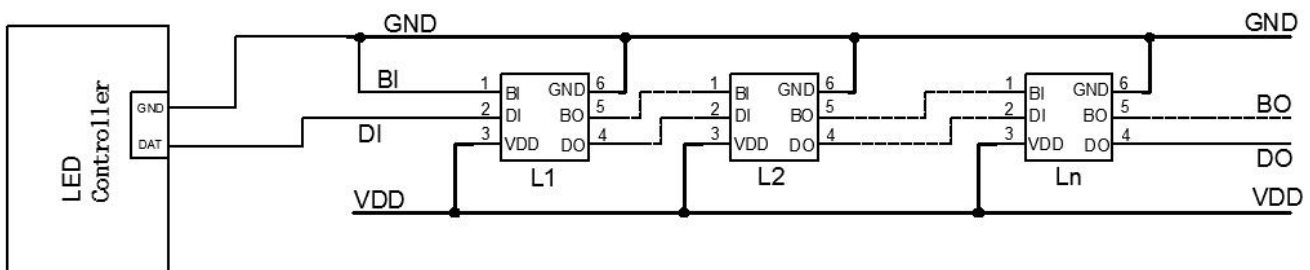 GND GND
BI 1 BI GND 6 1 BI GND 6 1 BI GND 6
GND 2 DI BO 5 2 DI BO 5 2 DI BO 5 BO
DAT DI 3 VDD DO 4 3 VDD DO 4 3 VDD DO 4 DO
LED
Controller
L1 L2 Ln
VDD VDD